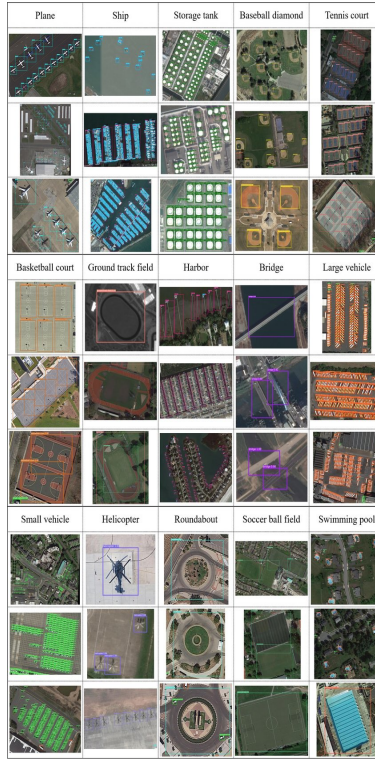 Plane Ship Storage tank Baseball diamond Tennis court
Basketball court Ground track field Harbor Bridge Large vehicle
Small vehicle Helicopter Roundabout Soccer ball field Swimming pool